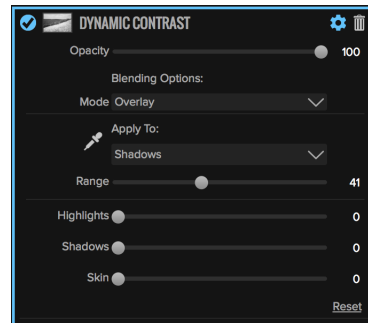 DYNAMIC CONTRAST
Opacity 100
Blending Options:
Mode Overlay
Apply To:
Shadows
Range 41
Highlights 0
Shadows 0
Skin 0
Reset